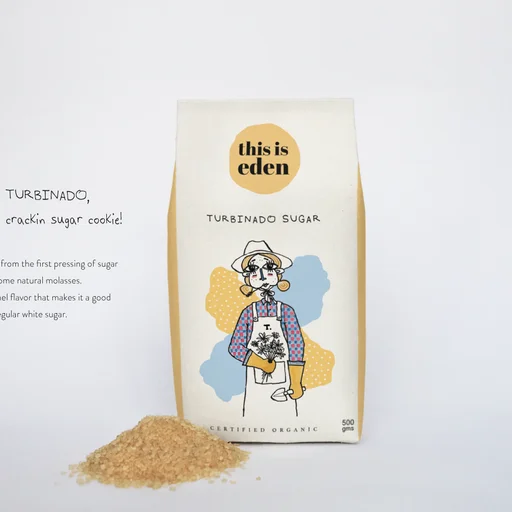 TURBINADO,
crackin sugar cookie!
from the first pressing of sugar
ome natural molasses.
el flavor that makes it a good
gular white sugar.
this is
eden
TURBINADO SUGAR
T.
CERTIFIED ORGANIC
500
gms